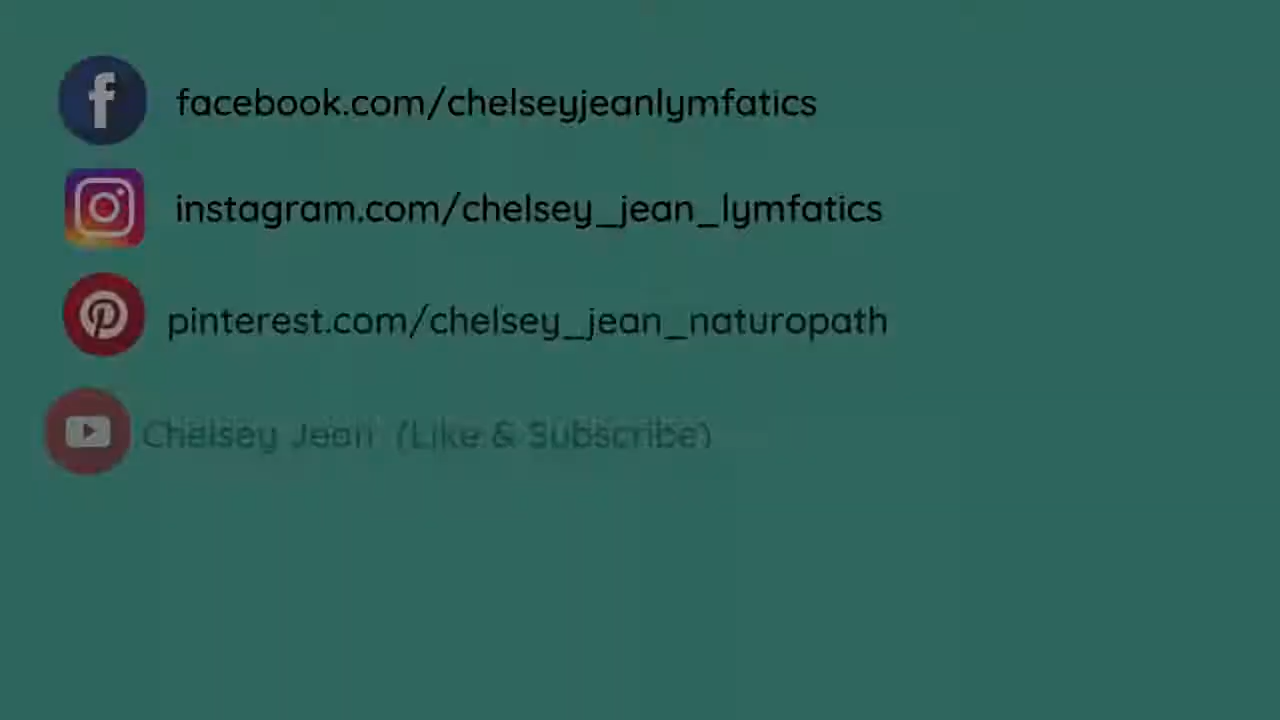 facebook.com/chelseyjeanlymfatics
instagram.com/chelsey_jean_lymfatics
pinterest.com/chelsey_jean_naturopath
Chelsey Jean (Like & Subscribe)